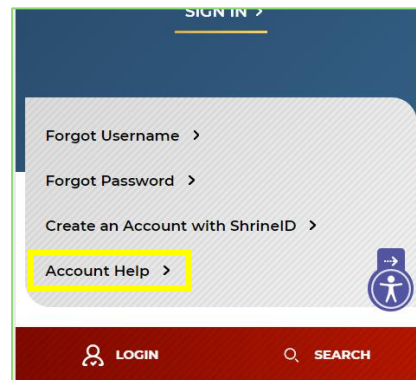 SIGN IN >
Forgot Username >
Forgot Password >
Create an Account with ShrineID >
Account Help >
LOGIN
SEARCH